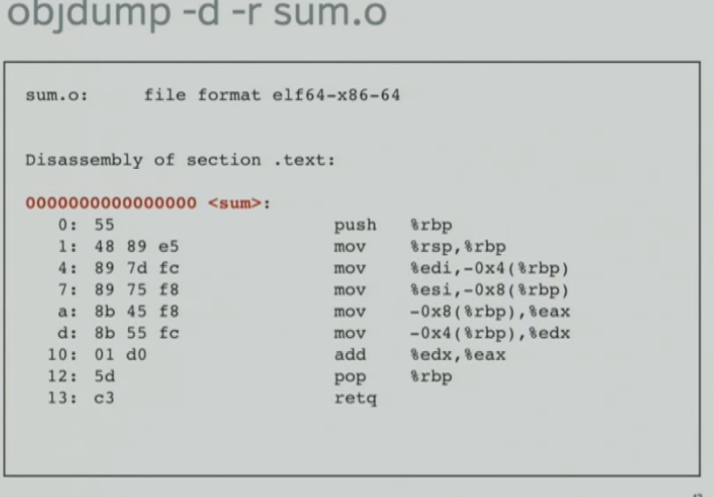 objdump -d -r sum.o
sum.o:     file format elf64-x86-64
Disassembly of section .text:
0000000000000000 <sum>:
   0: 55                      push   %rbp
   1: 48 89 e5                mov    %rsp,%rbp
   4: 89 7d fc                mov    %edi,-0x4(%rbp)
   7: 89 75 f8                mov    %esi,-0x8(%rbp)
   a: 8b 45 f8                mov    -0x8(%rbp),%eax
   d: 8b 55 fc                mov    -0x4(%rbp),%edx
  10: 01 d0                   add    %edx,%eax
  12: 5d                      pop    %rbp
  13: c3                      retq